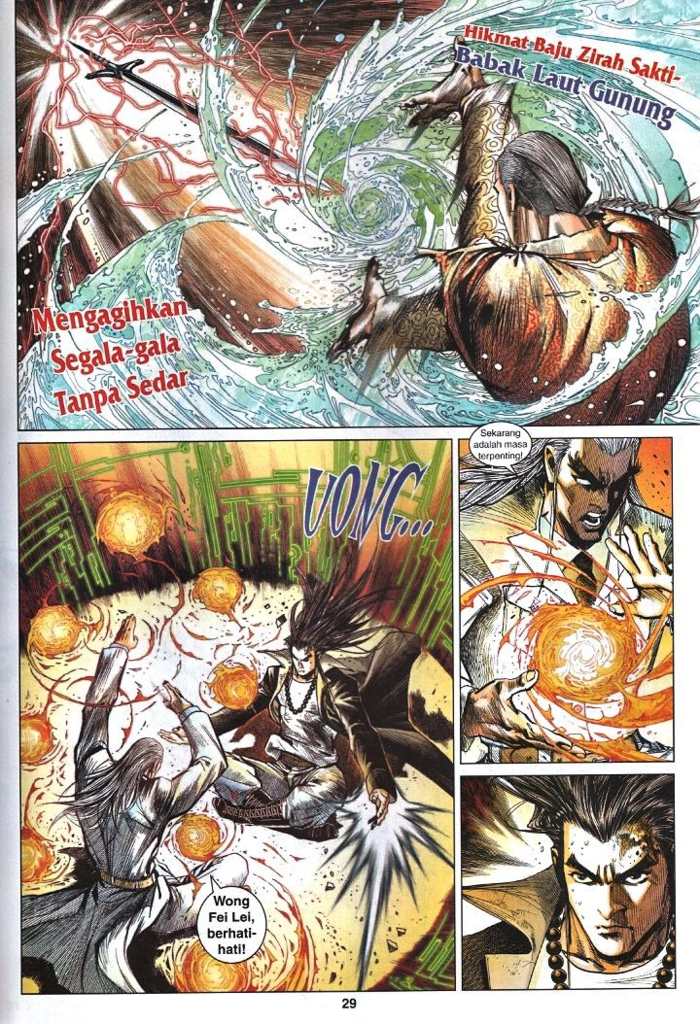 Hikmat Baju Zirah Sakti-
Babak Laut Gunung
Mengagihkan
Segala-gala
Tanpa Sedar
UONG...
Sekarang
adalah masa
terpenting!
Wong
Fei Lei,
berhati-
hati!
29